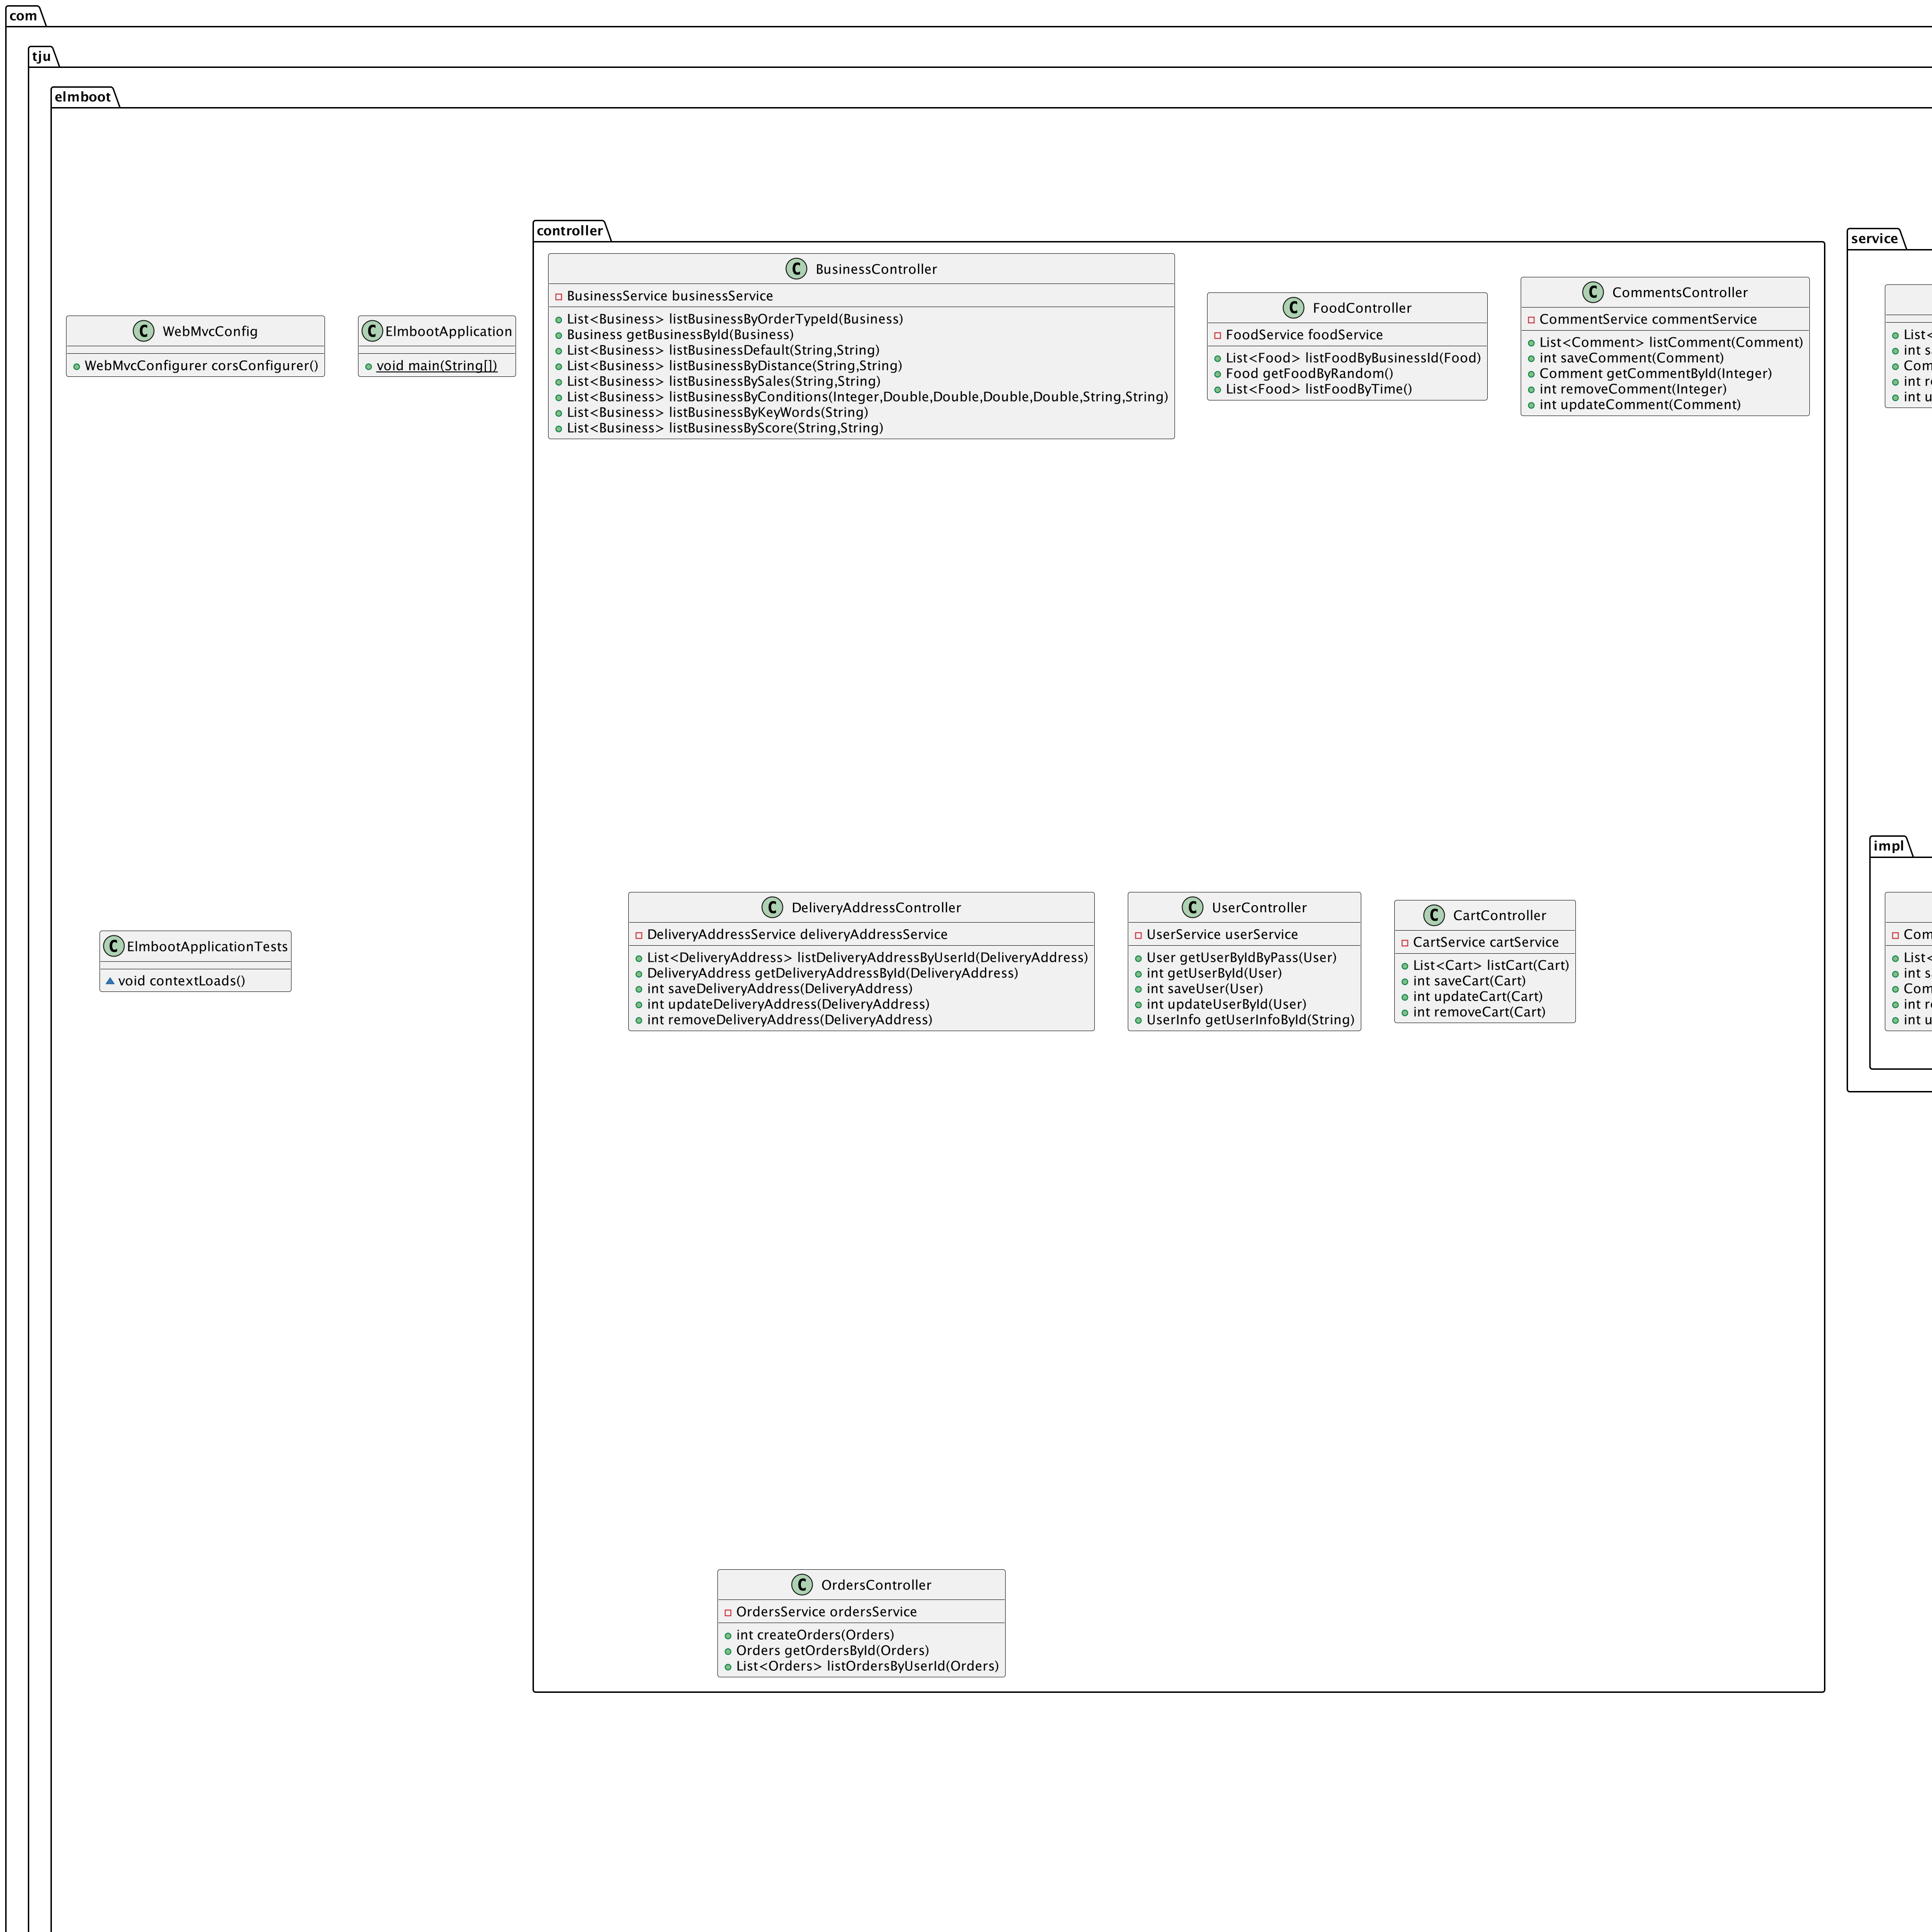 com
tju
elmboot
controller
service
BusinessController
BusinessService businessService
List<Business> listBusinessByOrderTypeId(Business)
Business getBusinessById(Business)
List<Business> listBusinessDefault(String,String)
List<Business> listBusinessByDistance(String,String)
List<Business> listBusinessBySales(String,String)
List<Business> listBusinessByConditions(Integer,Double,Double,Double,Double,String,String)
List<Business> listBusinessByKeyWords(String)
List<Business> listBusinessByScore(String,String)
FoodController
FoodService foodService
List<Food> listFoodByBusinessId(Food)
Food getFoodByRandom()
List<Food> listFoodByTime()
CommentsController
CommentService commentService
List<Comment> listComment(Comment)
int saveComment(Comment)
Comment getCommentById(Integer)
int removeComment(Integer)
int updateComment(Comment)
List<
int s
Com
int r
int u
WebMvcConfig
WebMvcConfigurer corsConfigurer()
ElmbootApplication
void main(String[])
impl
ElmbootApplicationTests
void contextLoads()
DeliveryAddressController
DeliveryAddressService deliveryAddressService
List<DeliveryAddress> listDeliveryAddressByUserId(DeliveryAddress)
DeliveryAddress getDeliveryAddressById(DeliveryAddress)
int saveDeliveryAddress(DeliveryAddress)
int updateDeliveryAddress(DeliveryAddress)
int removeDeliveryAddress(DeliveryAddress)
UserController
UserService userService
User getUserByIdByPass(User)
int getUserById(User)
int saveUser(User)
int updateUserById(User)
UserInfo getUserInfoById(String)
CartController
CartService cartService
List<Cart> listCart(Cart)
int saveCart(Cart)
int updateCart(Cart)
int removeCart(Cart)
Com
List<
int s
Com
int r
int u
OrdersController
OrdersService ordersService
int createOrders(Orders)
Orders getOrdersById(Orders)
List<Orders> listOrdersByUserId(Orders)